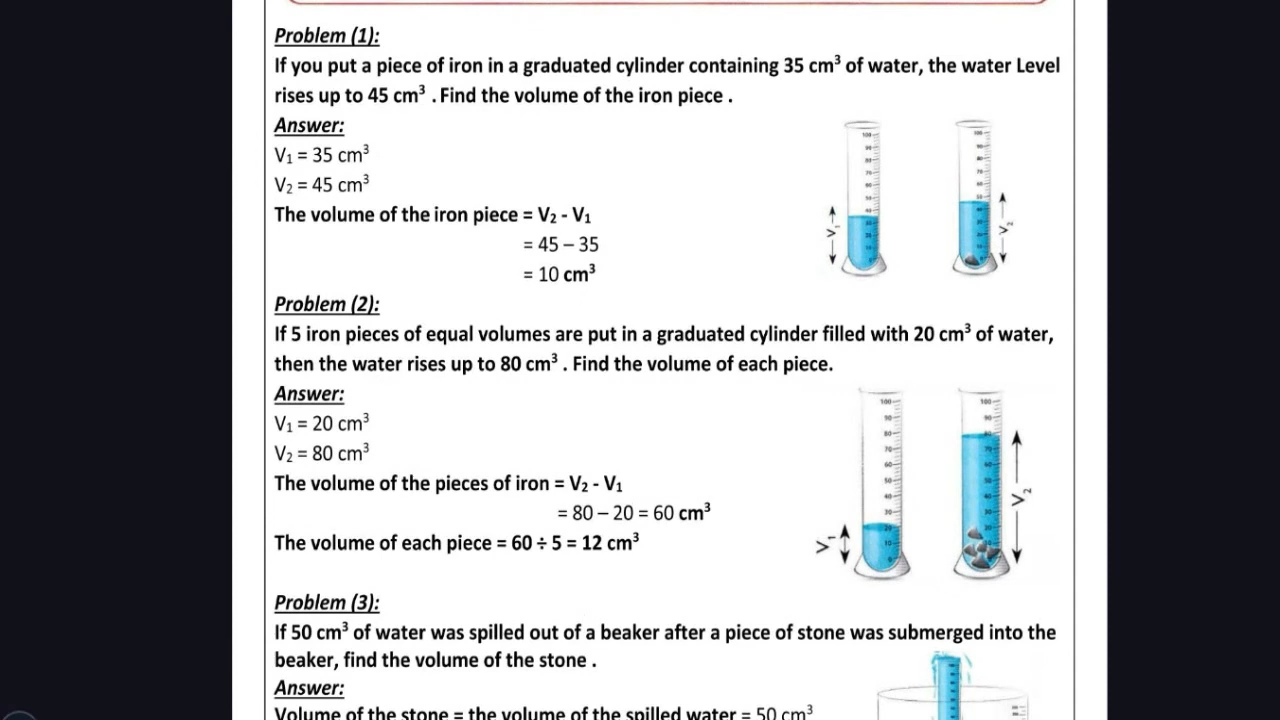 Problem (1):
If you put a piece of iron in a graduated cylinder containing 35 cm³ of water, the water Level
rises up to 45 cm³ . Find the volume of the iron piece .
Answer:
V₁ = 35 cm³
V₂ = 45 cm³
The volume of the iron piece = V₂ - V₁
= 45 – 35
= 10 cm³
Problem (2):
If 5 iron pieces of equal volumes are put in a graduated cylinder filled with 20 cm³ of water,
then the water rises up to 80 cm³ . Find the volume of each piece.
Answer:
V₁ = 20 cm³
V₂ = 80 cm³
The volume of the pieces of iron = V₂ - V₁
= 80 – 20 = 60 cm³
The volume of each piece = 60 ÷ 5 = 12 cm³
V₁
V₂
Problem (3):
If 50 cm³ of water was spilled out of a beaker after a piece of stone was submerged into the
beaker, find the volume of the stone .
Answer:
Volume of the stone = the volume of the spilled water = 50 cm³